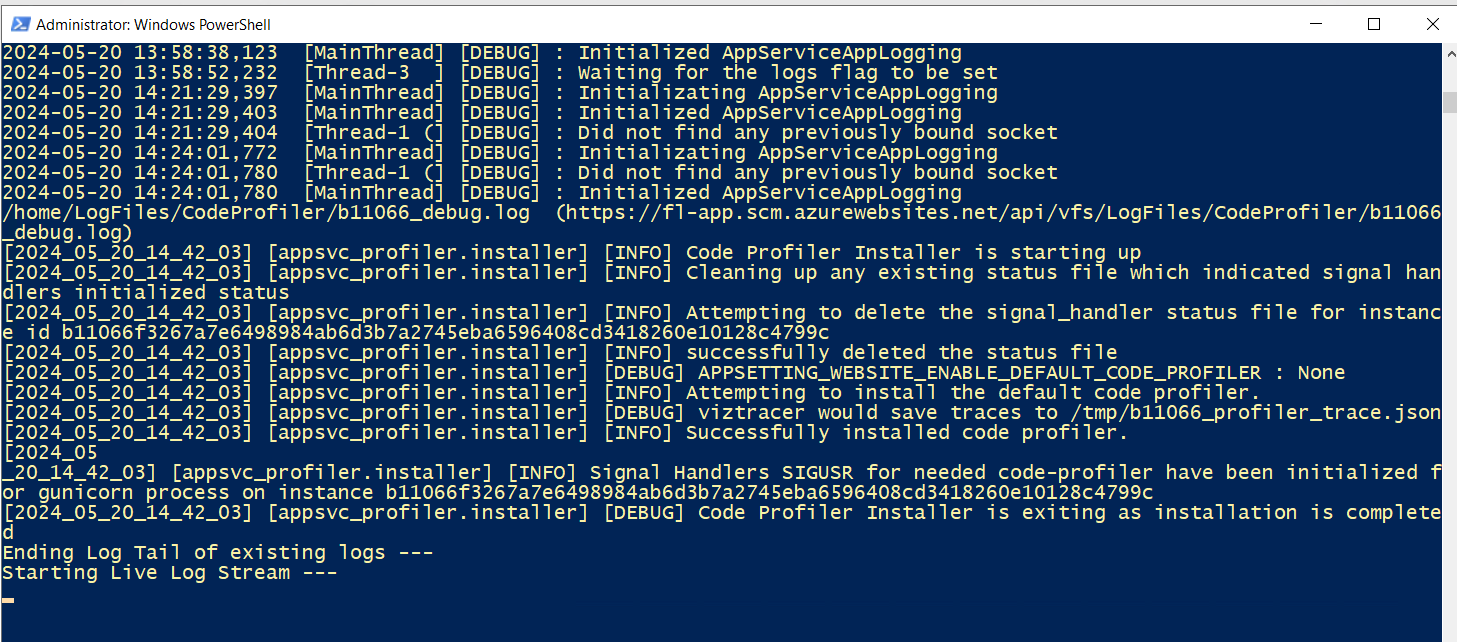 Administrator: Windows PowerShell
2024-05-20 13:58:38,123  [MainThread] [DEBUG] : Initialized AppServiceAppLogging
2024-05-20 13:58:52,232  [Thread-3  ] [DEBUG] : Waiting for the logs flag to be set
2024-05-20 14:21:29,397  [MainThread] [DEBUG] : Initializating AppServiceAppLogging
2024-05-20 14:21:29,403  [MainThread] [DEBUG] : Initialized AppServiceAppLogging
2024-05-20 14:21:29,404  [Thread-1 (] [DEBUG] : Did not find any previously bound socket
2024-05-20 14:24:01,772  [MainThread] [DEBUG] : Initializating AppServiceAppLogging
2024-05-20 14:24:01,780  [Thread-1 (] [DEBUG] : Did not find any previously bound socket
2024-05-20 14:24:01,780  [MainThread] [DEBUG] : Initialized AppServiceAppLogging
/home/LogFiles/CodeProfiler/b11066_debug.log  (https://fl-app.scm.azurewebsites.net/api/vfs/LogFiles/CodeProfiler/b11066
_debug.log)
[2024_05_20_14_42_03] [appsvc_profiler.installer] [INFO] Code Profiler Installer is starting up
[2024_05_20_14_42_03] [appsvc_profiler.installer] [INFO] Cleaning up any existing status file which indicated signal han
dlers initialized status
[2024_05_20_14_42_03] [appsvc_profiler.installer] [INFO] Attempting to delete the signal_handler status file for instanc
e id b11066f3267a7e6498984ab6d3b7a2745eba6596408cd3418260e10128c4799c
[2024_05_20_14_42_03] [appsvc_profiler.installer] [INFO] successfully deleted the status file
[2024_05_20_14_42_03] [appsvc_profiler.installer] [DEBUG] APPSETTING_WEBSITE_ENABLE_DEFAULT_CODE_PROFILER : None
[2024_05_20_14_42_03] [appsvc_profiler.installer] [INFO] Attempting to install the default code profiler.
[2024_05_20_14_42_03] [appsvc_profiler.installer] [DEBUG] viztracer would save traces to /tmp/b11066_profiler_trace.json
[2024_05_20_14_42_03] [appsvc_profiler.installer] [INFO] Successfully installed code profiler.
[2024_05
_20_14_42_03] [appsvc_profiler.installer] [INFO] Signal Handlers SIGUSR for needed code-profiler have been initialized f
or gunicorn process on instance b11066f3267a7e6498984ab6d3b7a2745eba6596408cd3418260e10128c4799c
[2024_05_20_14_42_03] [appsvc_profiler.installer] [DEBUG] Code Profiler Installer is exiting as installation is complete
d
Ending Log Tail of existing logs ---
Starting Live Log Stream ---